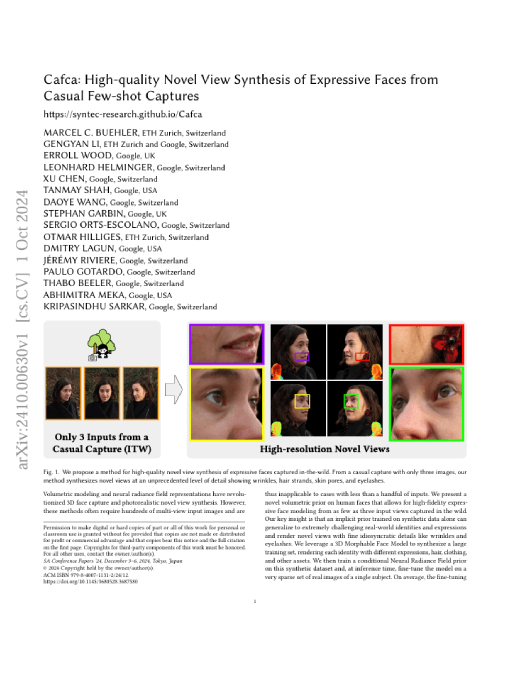 Cafca: High-quality Novel View Synthesis of Expressive Faces from
Casual Few-shot Captures
https://syntec-research.github.io/Cafca
MARCEL C. BUEHLER, ETH Zurich, Switzerland
GENGYAN LI, ETH Zurich and Google, Switzerland
ERROLL WOOD, Google, UK
LEONHARD HELMINGER, Google, Switzerland
XU CHEN, Google, Switzerland
TANMAY SHAH, Google, USA
DAOYE WANG, Google, Switzerland
STEPHAN GARBIN, Google, UK
SERGIO ORTS-ESCOLANO, Google, Switzerland
OTMAR HILLIGES, ETH Zurich, Switzerland
DMITRY LAGUN, Google, USA
JÉRÉMY RIVIERE, Google, Switzerland
PAULO GOTARDO, Google, Switzerland
THABO BEELER, Google, Switzerland
ABHIMITRA MEKA, Google, USA
KRIPASINDHU SARKAR, Google, Switzerland
arXiv:2410.00630v1 [cs.CV] 1 Oct 2024
Only 3 Inputs from a
Casual Capture (ITW)
High-resolution Novel Views
Fig. 1. We propose a method for high-quality novel view synthesis of expressive faces captured in-the-wild. From a casual capture with only three images, our
method synthesizes novel views at an unprecedented level of detail showing wrinkles, hair strands, skin pores, and eyelashes.
Volumetric modeling and neural radiance field representations have revolu-
tionized 3D face capture and photorealistic novel view synthesis. However,
these methods often require hundreds of multi-view input images and are
Permission to make digital or hard copies of part or all of this work for personal or
classroom use is granted without fee provided that copies are not made or distributed
for profit or commercial advantage and that copies bear this notice and the full citation
on the first page. Copyrights for third-party components of this work must be honored.
For all other uses, contact the owner/author(s).
SA Conference Papers '24, December 3–6, 2024, Tokyo, Japan
© 2024 Copyright held by the owner/author(s).
ACM ISBN 979-8-4007-1131-2/24/12.
https://doi.org/10.1145/3680528.3687580
thus inapplicable to cases with less than a handful of inputs. We present a
novel volumetric prior on human faces that allows for high-fidelity expres-
sive face modeling from as few as three input views captured in the wild.
Our key insight is that an implicit prior trained on synthetic data alone can
generalize to extremely challenging real-world identities and expressions
and render novel views with fine idiosyncratic details like wrinkles and
eyelashes. We leverage a 3D Morphable Face Model to synthesize a large
training set, rendering each identity with different expressions, hair, clothing,
and other assets. We then train a conditional Neural Radiance Field prior
on this synthetic dataset and, at inference time, fine-tune the model on a
very sparse set of real images of a single subject. On average, the fine-tuning
1